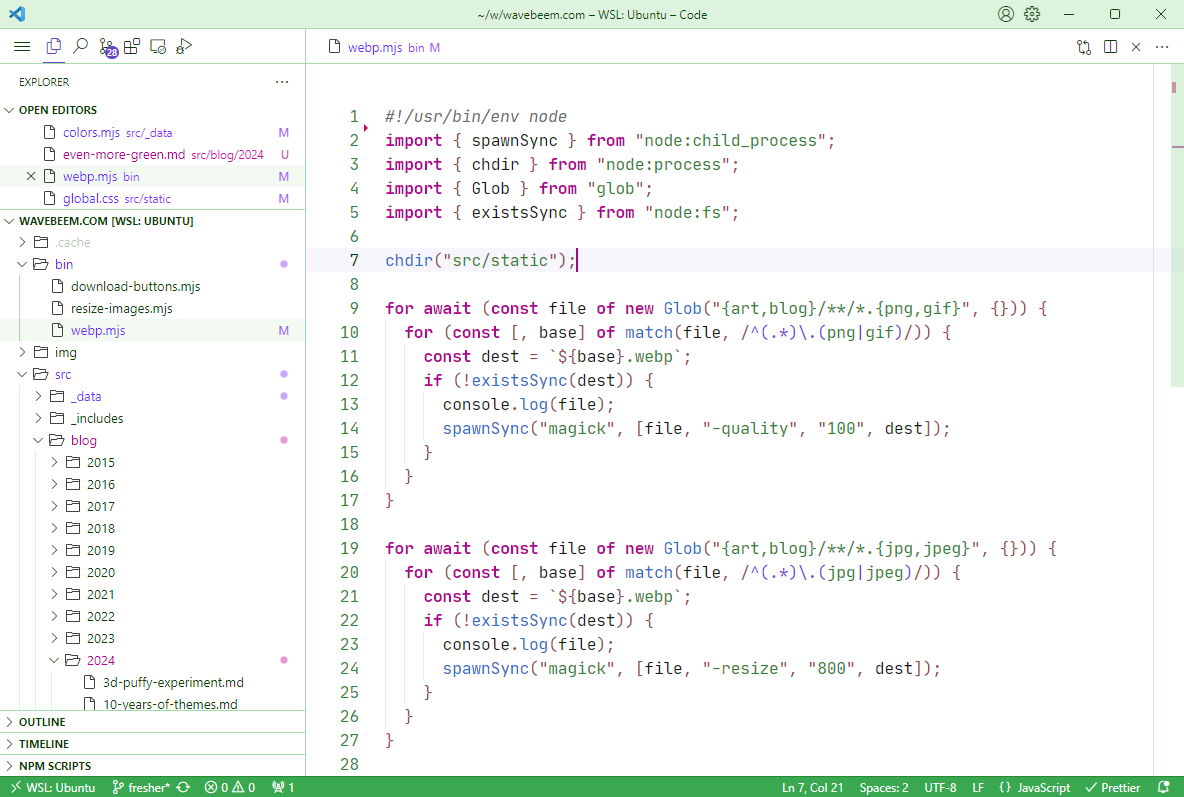 ~/w/wavebeem.com – WSL: Ubuntu – Code
28
webp.mjs bin M
EXPLORER
OPEN EDITORS
colors.mjs src/_data M
even-more-green.md src/blog/2024 U
webp.mjs bin M
global.css src/static M
WAVEBEEM.COM [WSL: UBUNTU]
.cache
bin
download-buttons.mjs
resize-images.mjs
webp.mjs M
img
src
_data
_includes
blog
2015
2016
2017
2018
2019
2020
2021
2022
2023
2024
3d-puffy-experiment.md
10-years-of-themes.md
OUTLINE
TIMELINE
NPM SCRIPTS
1 #!/usr/bin/env node
2 import { spawnSync } from "node:child_process";
3 import { chdir } from "node:process";
4 import { Glob } from "glob";
5 import { existsSync } from "node:fs";
6
7 chdir("src/static");
8
9 for await (const file of new Glob("{art,blog}/**/*.{png,gif}", {})) {
10   for (const [, base] of match(file, /^(.*)\.(png|gif)/)) {
11     const dest = `${base}.webp`;
12     if (!existsSync(dest)) {
13       console.log(file);
14       spawnSync("magick", [file, "-quality", "100", dest]);
15     }
16   }
17 }
18
19 for await (const file of new Glob("{art,blog}/**/*.{jpg,jpeg}", {})) {
20   for (const [, base] of match(file, /^(.*)\.(jpg|jpeg)/)) {
21     const dest = `${base}.webp`;
22     if (!existsSync(dest)) {
23       console.log(file);
24       spawnSync("magick", [file, "-resize", "800", dest]);
25     }
26   }
27 }
28
WSL: Ubuntu fresher* 0 0 1 Ln 7, Col 21 Spaces: 2 UTF-8 LF {} JavaScript Prettier